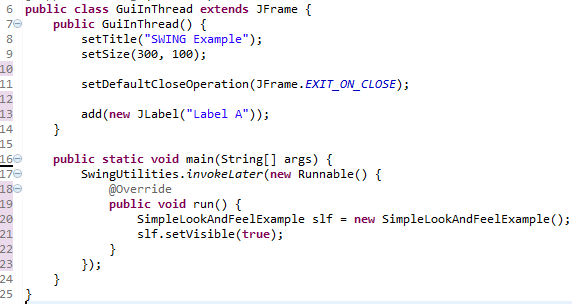 6 public class GuiInThread extends JFrame {
7 public GuiInThread() {
8 setTitle("SWING Example");
9 setSize(300, 100);
10
11 setDefaultCloseOperation(JFrame.EXIT_ON_CLOSE);
12
13 add(new JLabel("Label A"));
14 }
15
16 public static void main(String[] args) {
17 SwingUtilities.invokeLater(new Runnable() {
18 @Override
19 public void run() {
20 SimpleLookAndFeelExample slf = new SimpleLookAndFeelExample();
21 slf.setVisible(true);
22 }
23 });
24 }
25 }